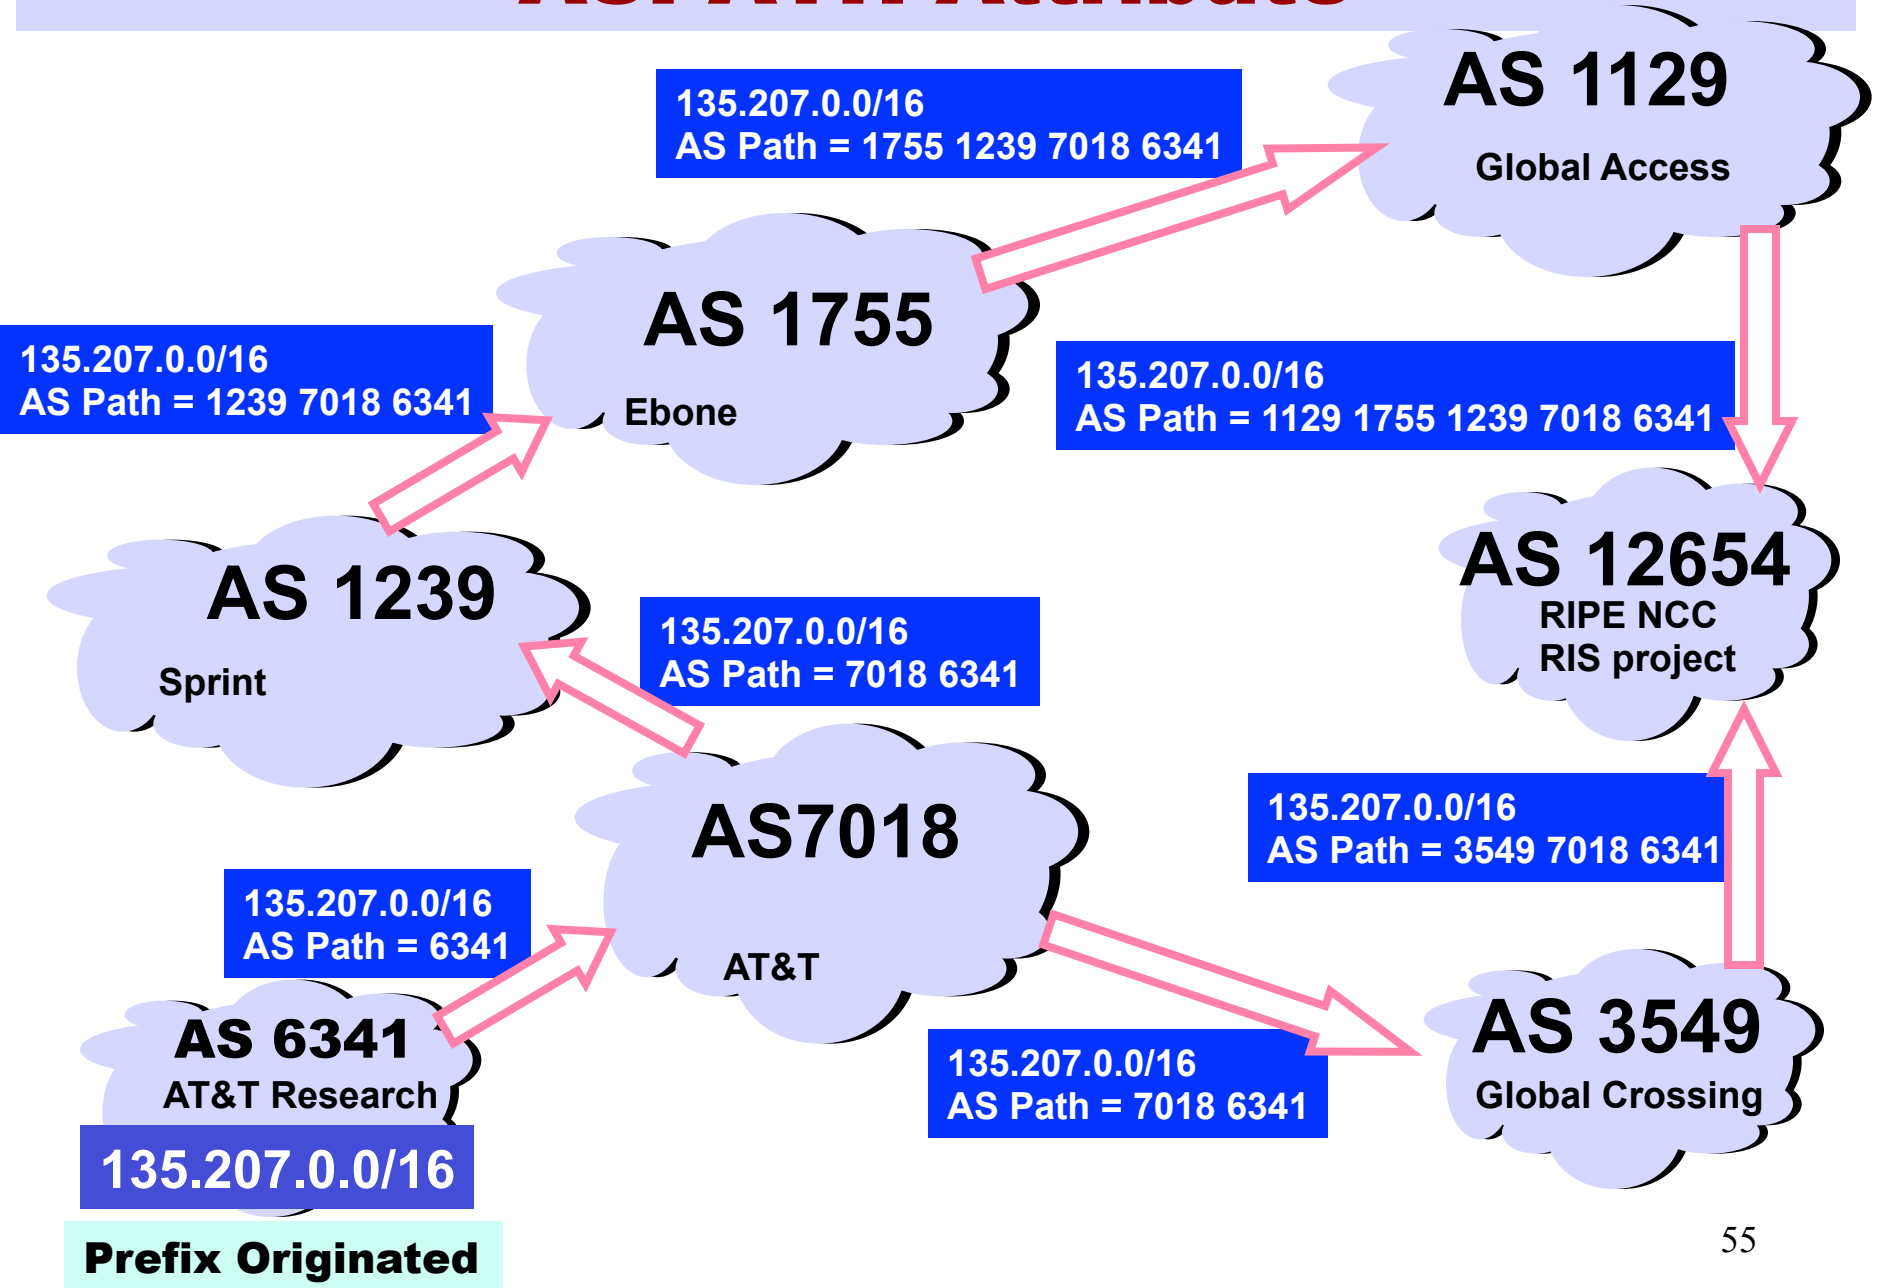 ASPATH Attribute
AS 1129
Global Access
135.207.0.0/16
AS Path = 1755 1239 7018 6341
AS 1755
Ebone
135.207.0.0/16
AS Path = 1239 7018 6341
135.207.0.0/16
AS Path = 1129 1755 1239 7018 6341
AS 1239
Sprint
AS 12654
RIPE NCC
RIS project
135.207.0.0/16
AS Path = 7018 6341
AS7018
AT&T
135.207.0.0/16
AS Path = 3549 7018 6341
135.207.0.0/16
AS Path = 6341
AS 6341
AT&T Research
135.207.0.0/16
Prefix Originated
135.207.0.0/16
AS Path = 7018 6341
AS 3549
Global Crossing
55